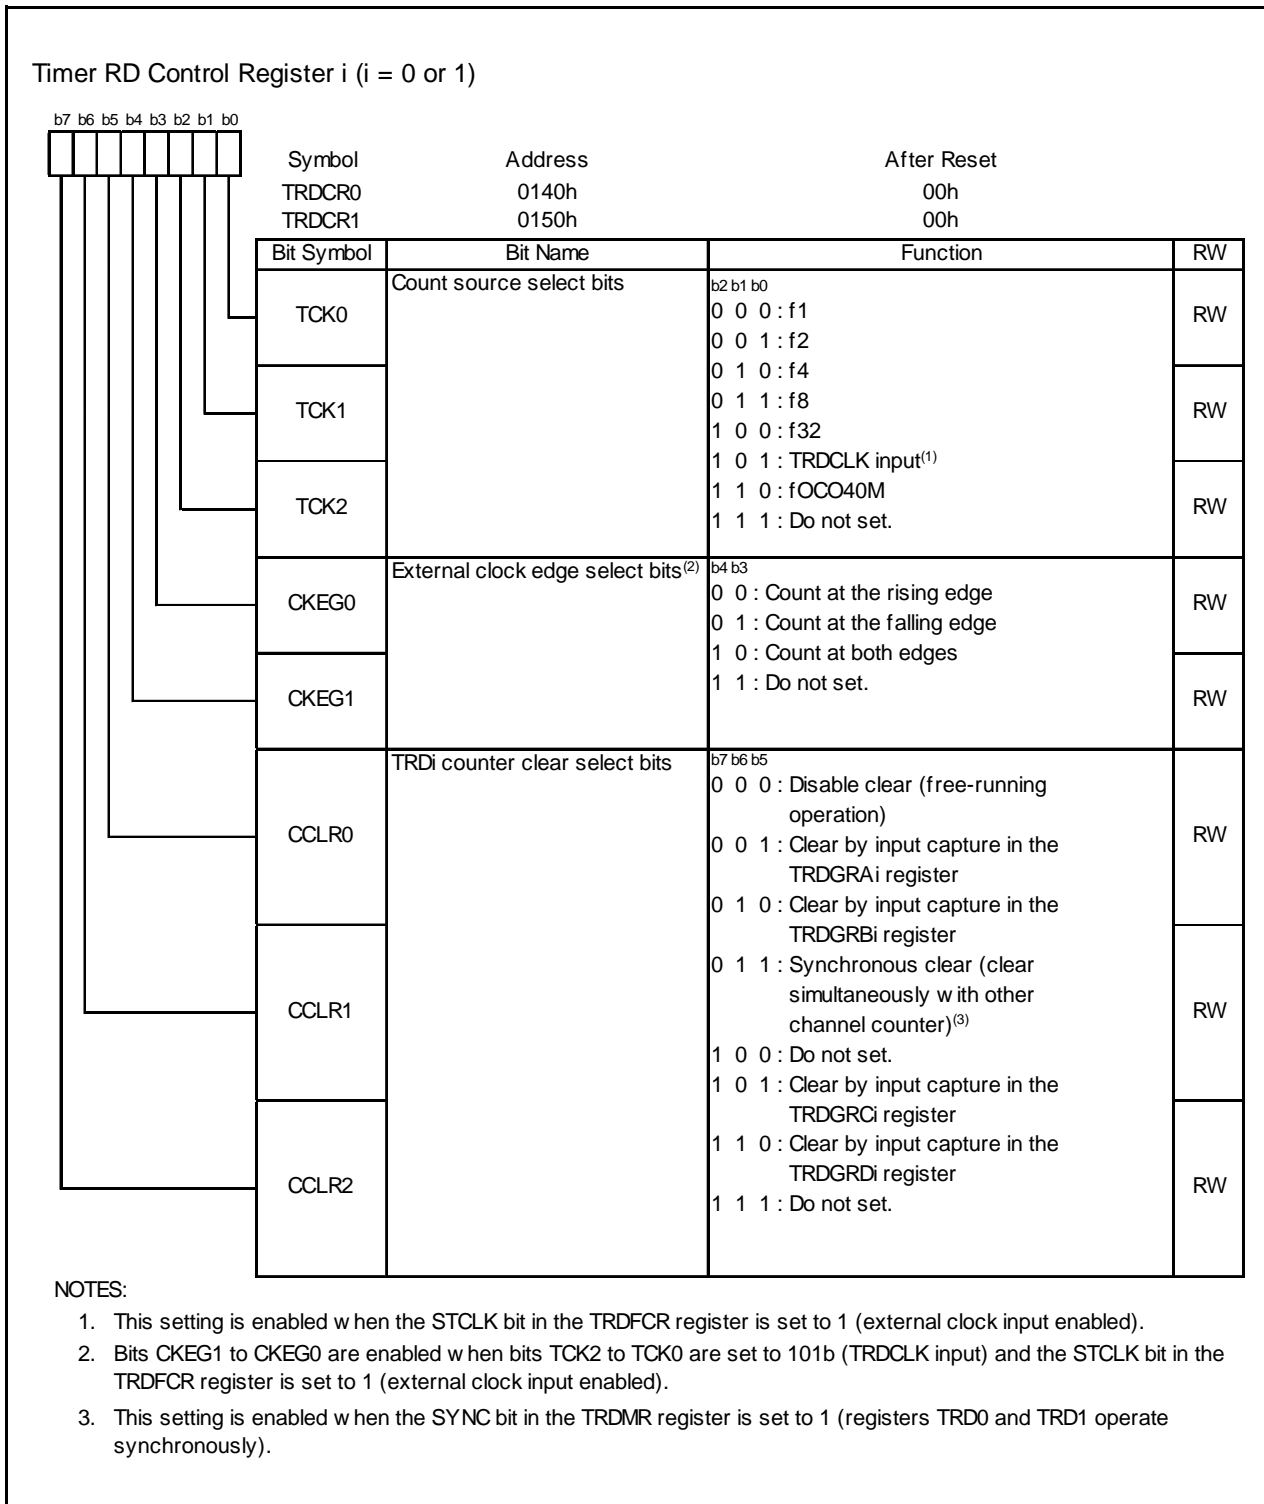 Timer RD Control Register i (i = 0 or 1)
b7 b6 b5 b4 b3 b2 b1 b0
Symbol Address After Reset
TRDCR0 0140h 00h
TRDCR1 0150h 00h
Bit Symbol Bit Name Function RW
TCK0 Count source select bits b2 b1 b0 RW
0 0 0 : f1
0 0 1 : f2
0 1 0 : f4
TCK1 0 1 1 : f8 RW
1 0 0 : f32
1 0 1 : TRDCLK input(1)
TCK2 1 1 0 : fOCO40M RW
1 1 1 : Do not set.
CKEG0 External clock edge select bits(2) b4 b3 RW
0 0 : Count at the rising edge
0 1 : Count at the falling edge
1 0 : Count at both edges
CKEG1 1 1 : Do not set. RW
TRDi counter clear select bits b7 b6 b5
0 0 0 : Disable clear (free-running
operation)
CCLR0 0 0 1 : Clear by input capture in the RW
TRDGRAi register
0 1 0 : Clear by input capture in the
TRDGRBi register
0 1 1 : Synchronous clear (clear
simultaneously with other
CCLR1 channel counter)(3) RW
1 0 0 : Do not set.
1 0 1 : Clear by input capture in the
TRDGRCi register
1 1 0 : Clear by input capture in the
TRDGRDi register
CCLR2 1 1 1 : Do not set. RW
NOTES:
1. This setting is enabled when the STCLK bit in the TRDFCR register is set to 1 (external clock input enabled).
2. Bits CKEG1 to CKEG0 are enabled when bits TCK2 to TCK0 are set to 101b (TRDCLK input) and the STCLK bit in the
TRDFCR register is set to 1 (external clock input enabled).
3. This setting is enabled when the SYNC bit in the TRDMR register is set to 1 (registers TRD0 and TRD1 operate
synchronously).